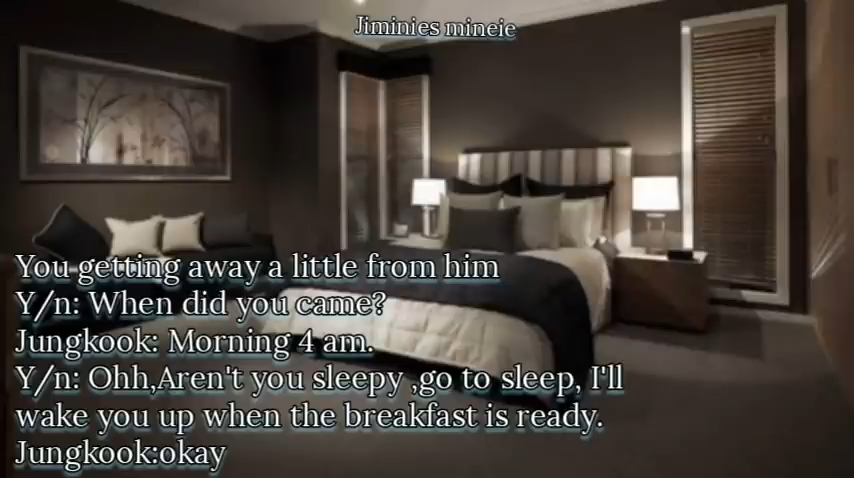 Jiminies mineie
You getting away a little from him
Y/n: When did you came?
Jungkook: Morning 4 am.
Y/n: Ohh,Aren't you sleepy ,go to sleep, I'll
wake you up when the breakfast is ready.
Jungkook:okay